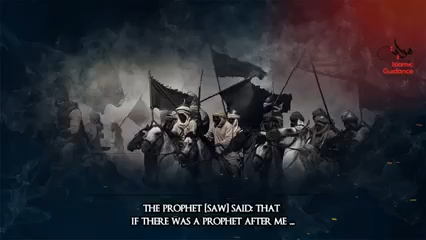 Islamic
Guidance
THE PROPHET [SAW] SAID: THAT
IF THERE WAS A PROPHET AFTER ME ...